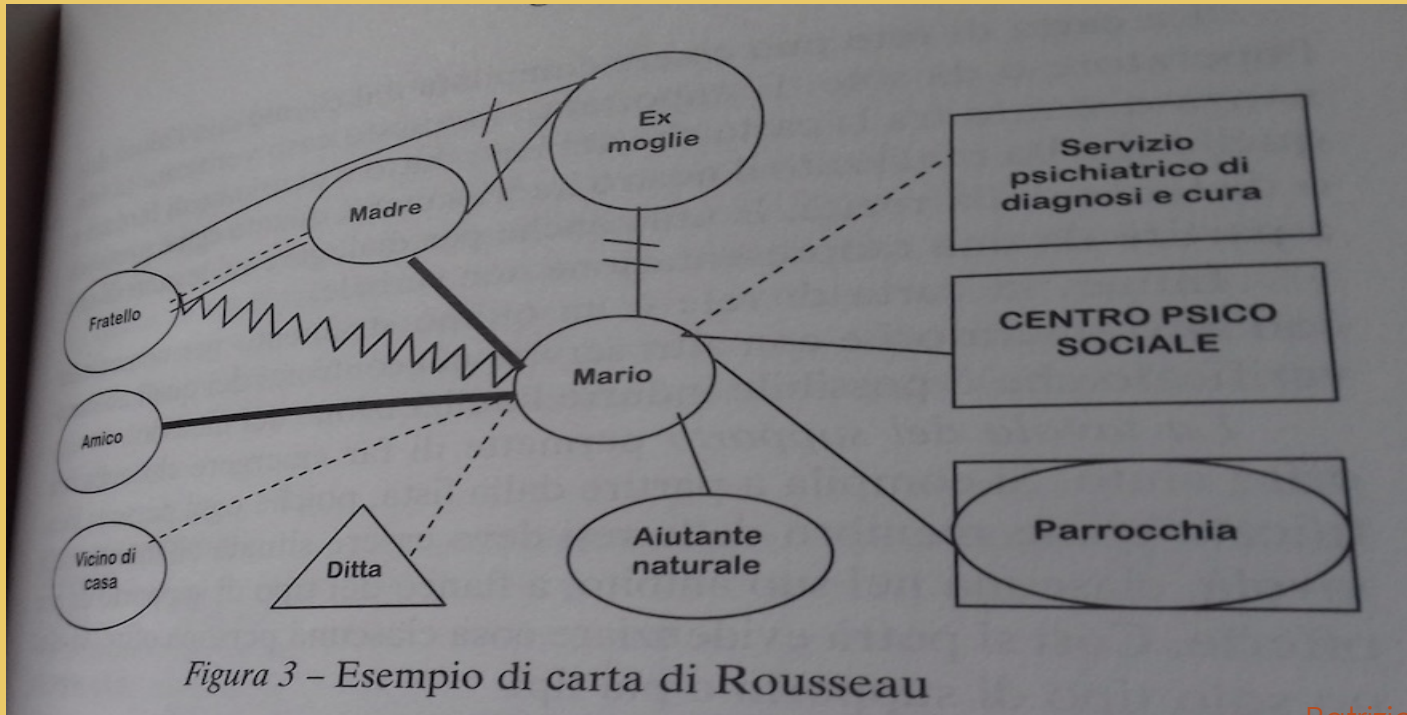 Ex
moglie
Servizio
psichiatrico di
diagnosi e cura
Madre
Fratello
CENTRO PSICO
SOCIALE
Mario
Amico
Vicino di
casa
Ditta
Aiutante
naturale
Parrocchia
Figura 3 – Esempio di carta di Rousseau